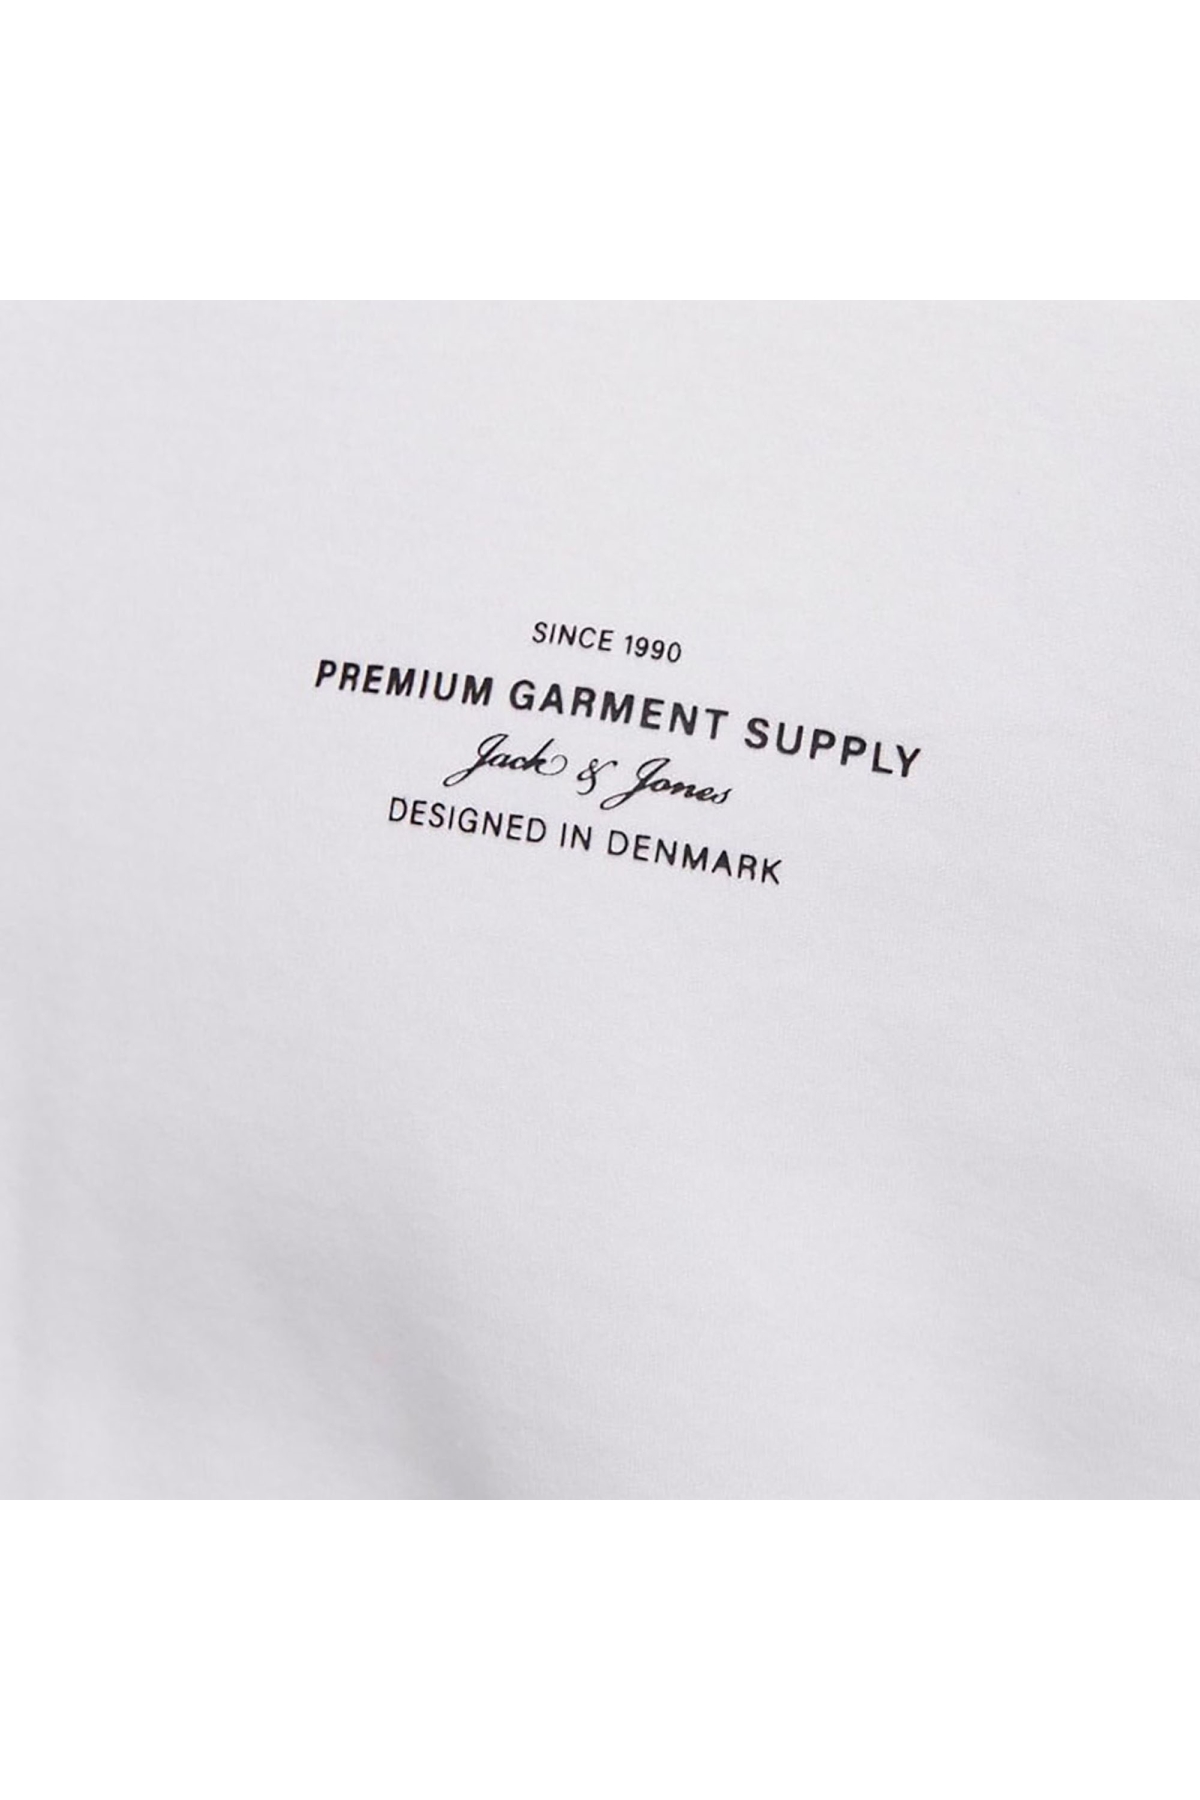 SINCE 1990
PREMIUM GARMENT SUPPLY
Jack & Jones
DESIGNED IN DENMARK